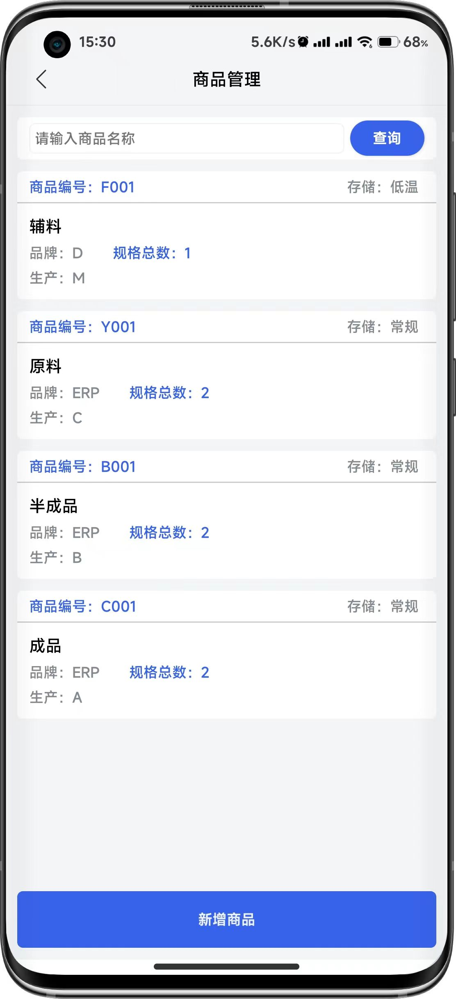 15:30 5.6K/s 6 68%
商品管理
请输入商品名称 查询
商品编号：F001 存储：低温
辅料
品牌：D 规格总数：1
生产：M
商品编号：Y001 存储：常规
原料
品牌：ERP 规格总数：2
生产：C
商品编号：B001 存储：常规
半成品
品牌：ERP 规格总数：2
生产：B
商品编号：C001 存储：常规
成品
品牌：ERP 规格总数：2
生产：A
新增商品